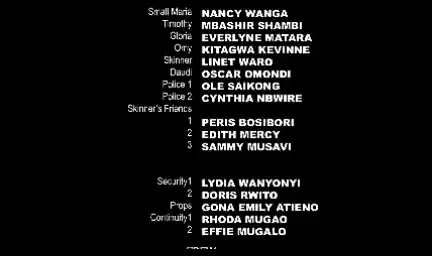 Small Maria NANCY WANGA
Timothy MBASHIR SHAMBI
Gloria EVERLYNE MATARA
Omy KITAGWA KEVINNE
Skinner LINET WARO
Daudi OSCAR OMONDI
Police 1 OLE SAIKONG
Police 2 CYNTHIA NBWIRE
Skinner's Friends
1 PERIS BOSIBORI
2 EDITH MERCY
3 SAMMY MUSAVI
Security1 LYDIA WANYONYI
2 DORIS RWITO
Props GONA EMILY ATIENO
Continuity1 RHODA MUGAO
2 EFFIE MUGALO